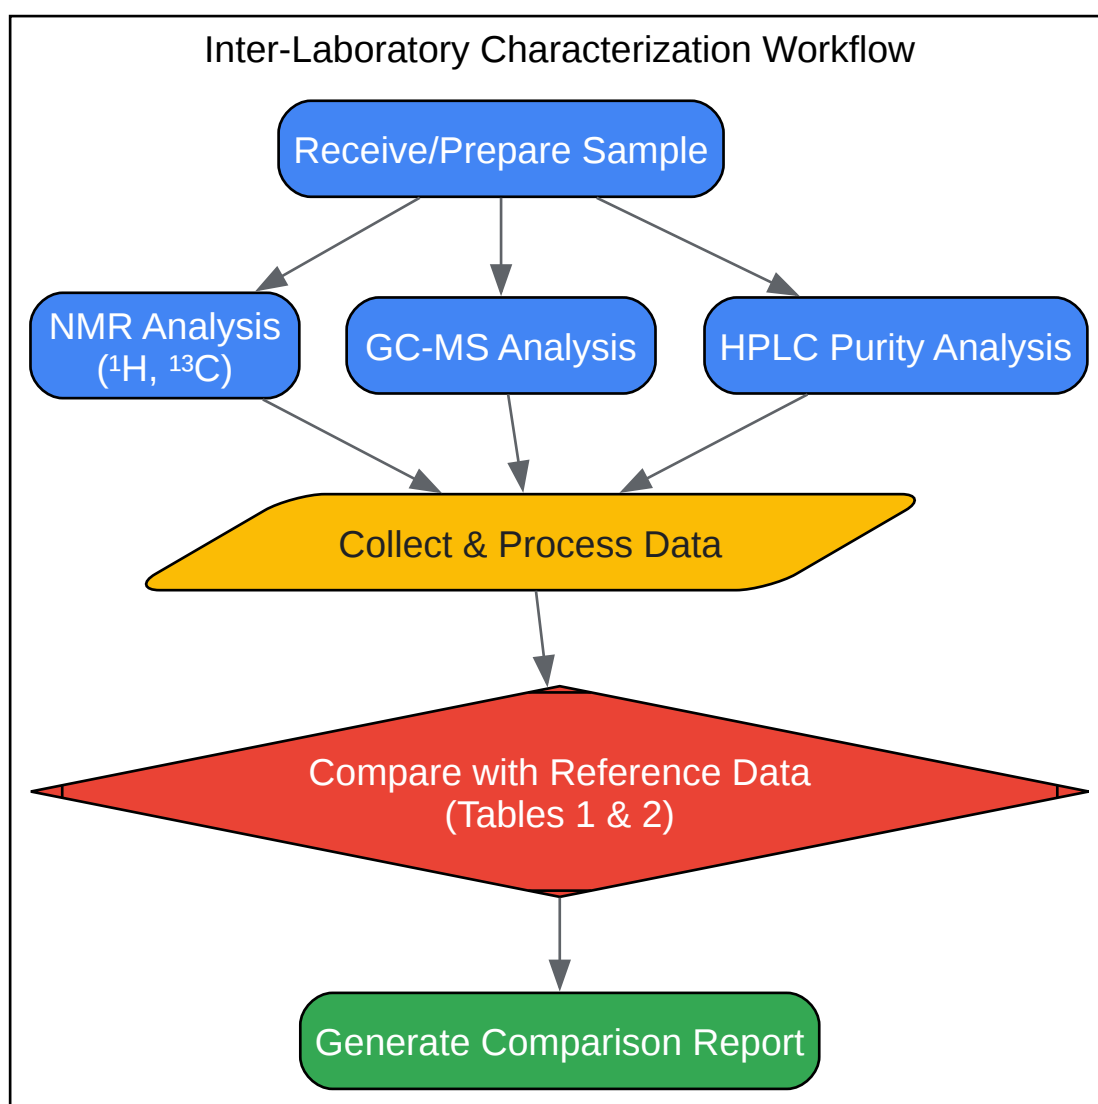 Inter-Laboratory Characterization Workflow
Receive/Prepare Sample
NMR Analysis
(¹H, ¹³C)
GC-MS Analysis
HPLC Purity Analysis
Collect & Process Data
Compare with Reference Data
(Tables 1 & 2)
Generate Comparison Report